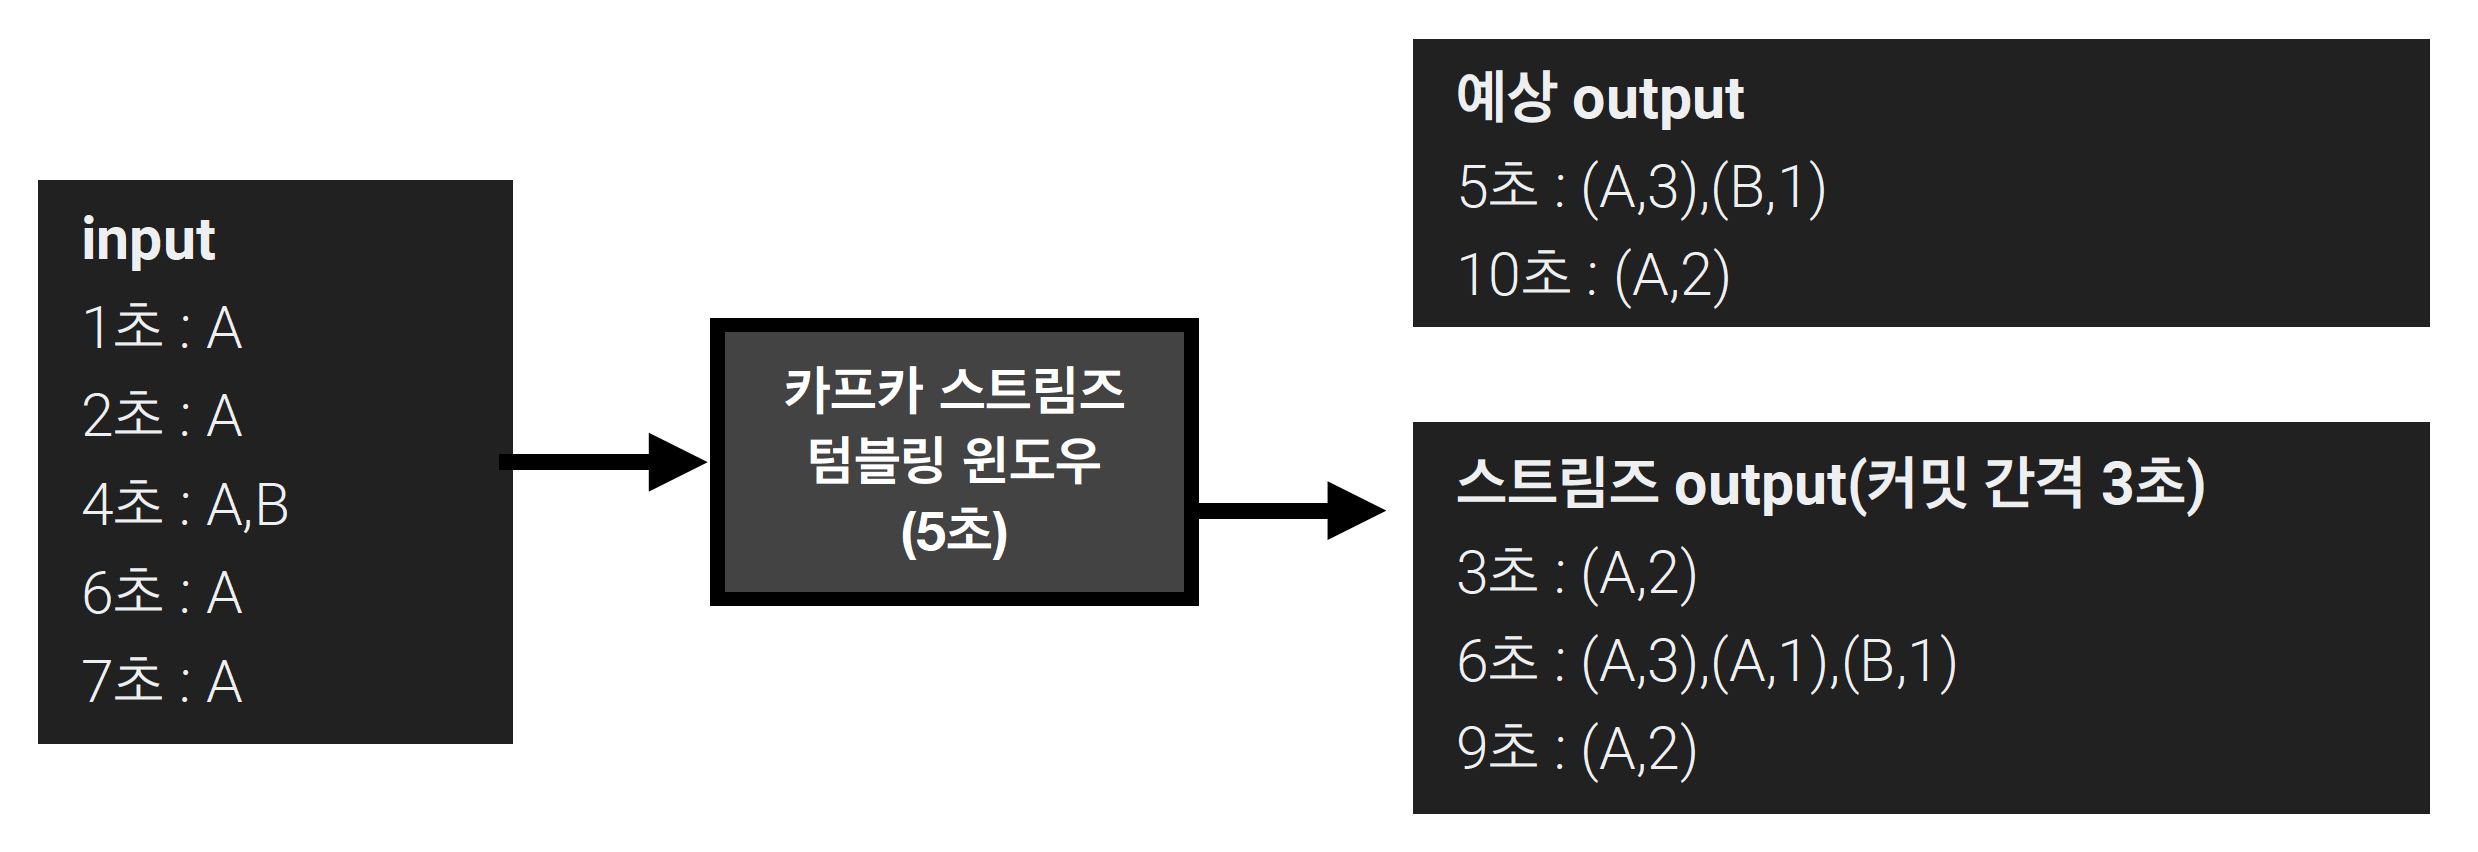 input
1초 : A
2초 : A
4초 : A,B
6초 : A
7초 : A
카프카 스트림즈
텀블링 윈도우
(5초)
예상 output
5초 : (A,3),(B,1)
10초 : (A,2)
스트림즈 output(커밋 간격 3초)
3초 : (A,2)
6초 : (A,3),(A,1),(B,1)
9초 : (A,2)